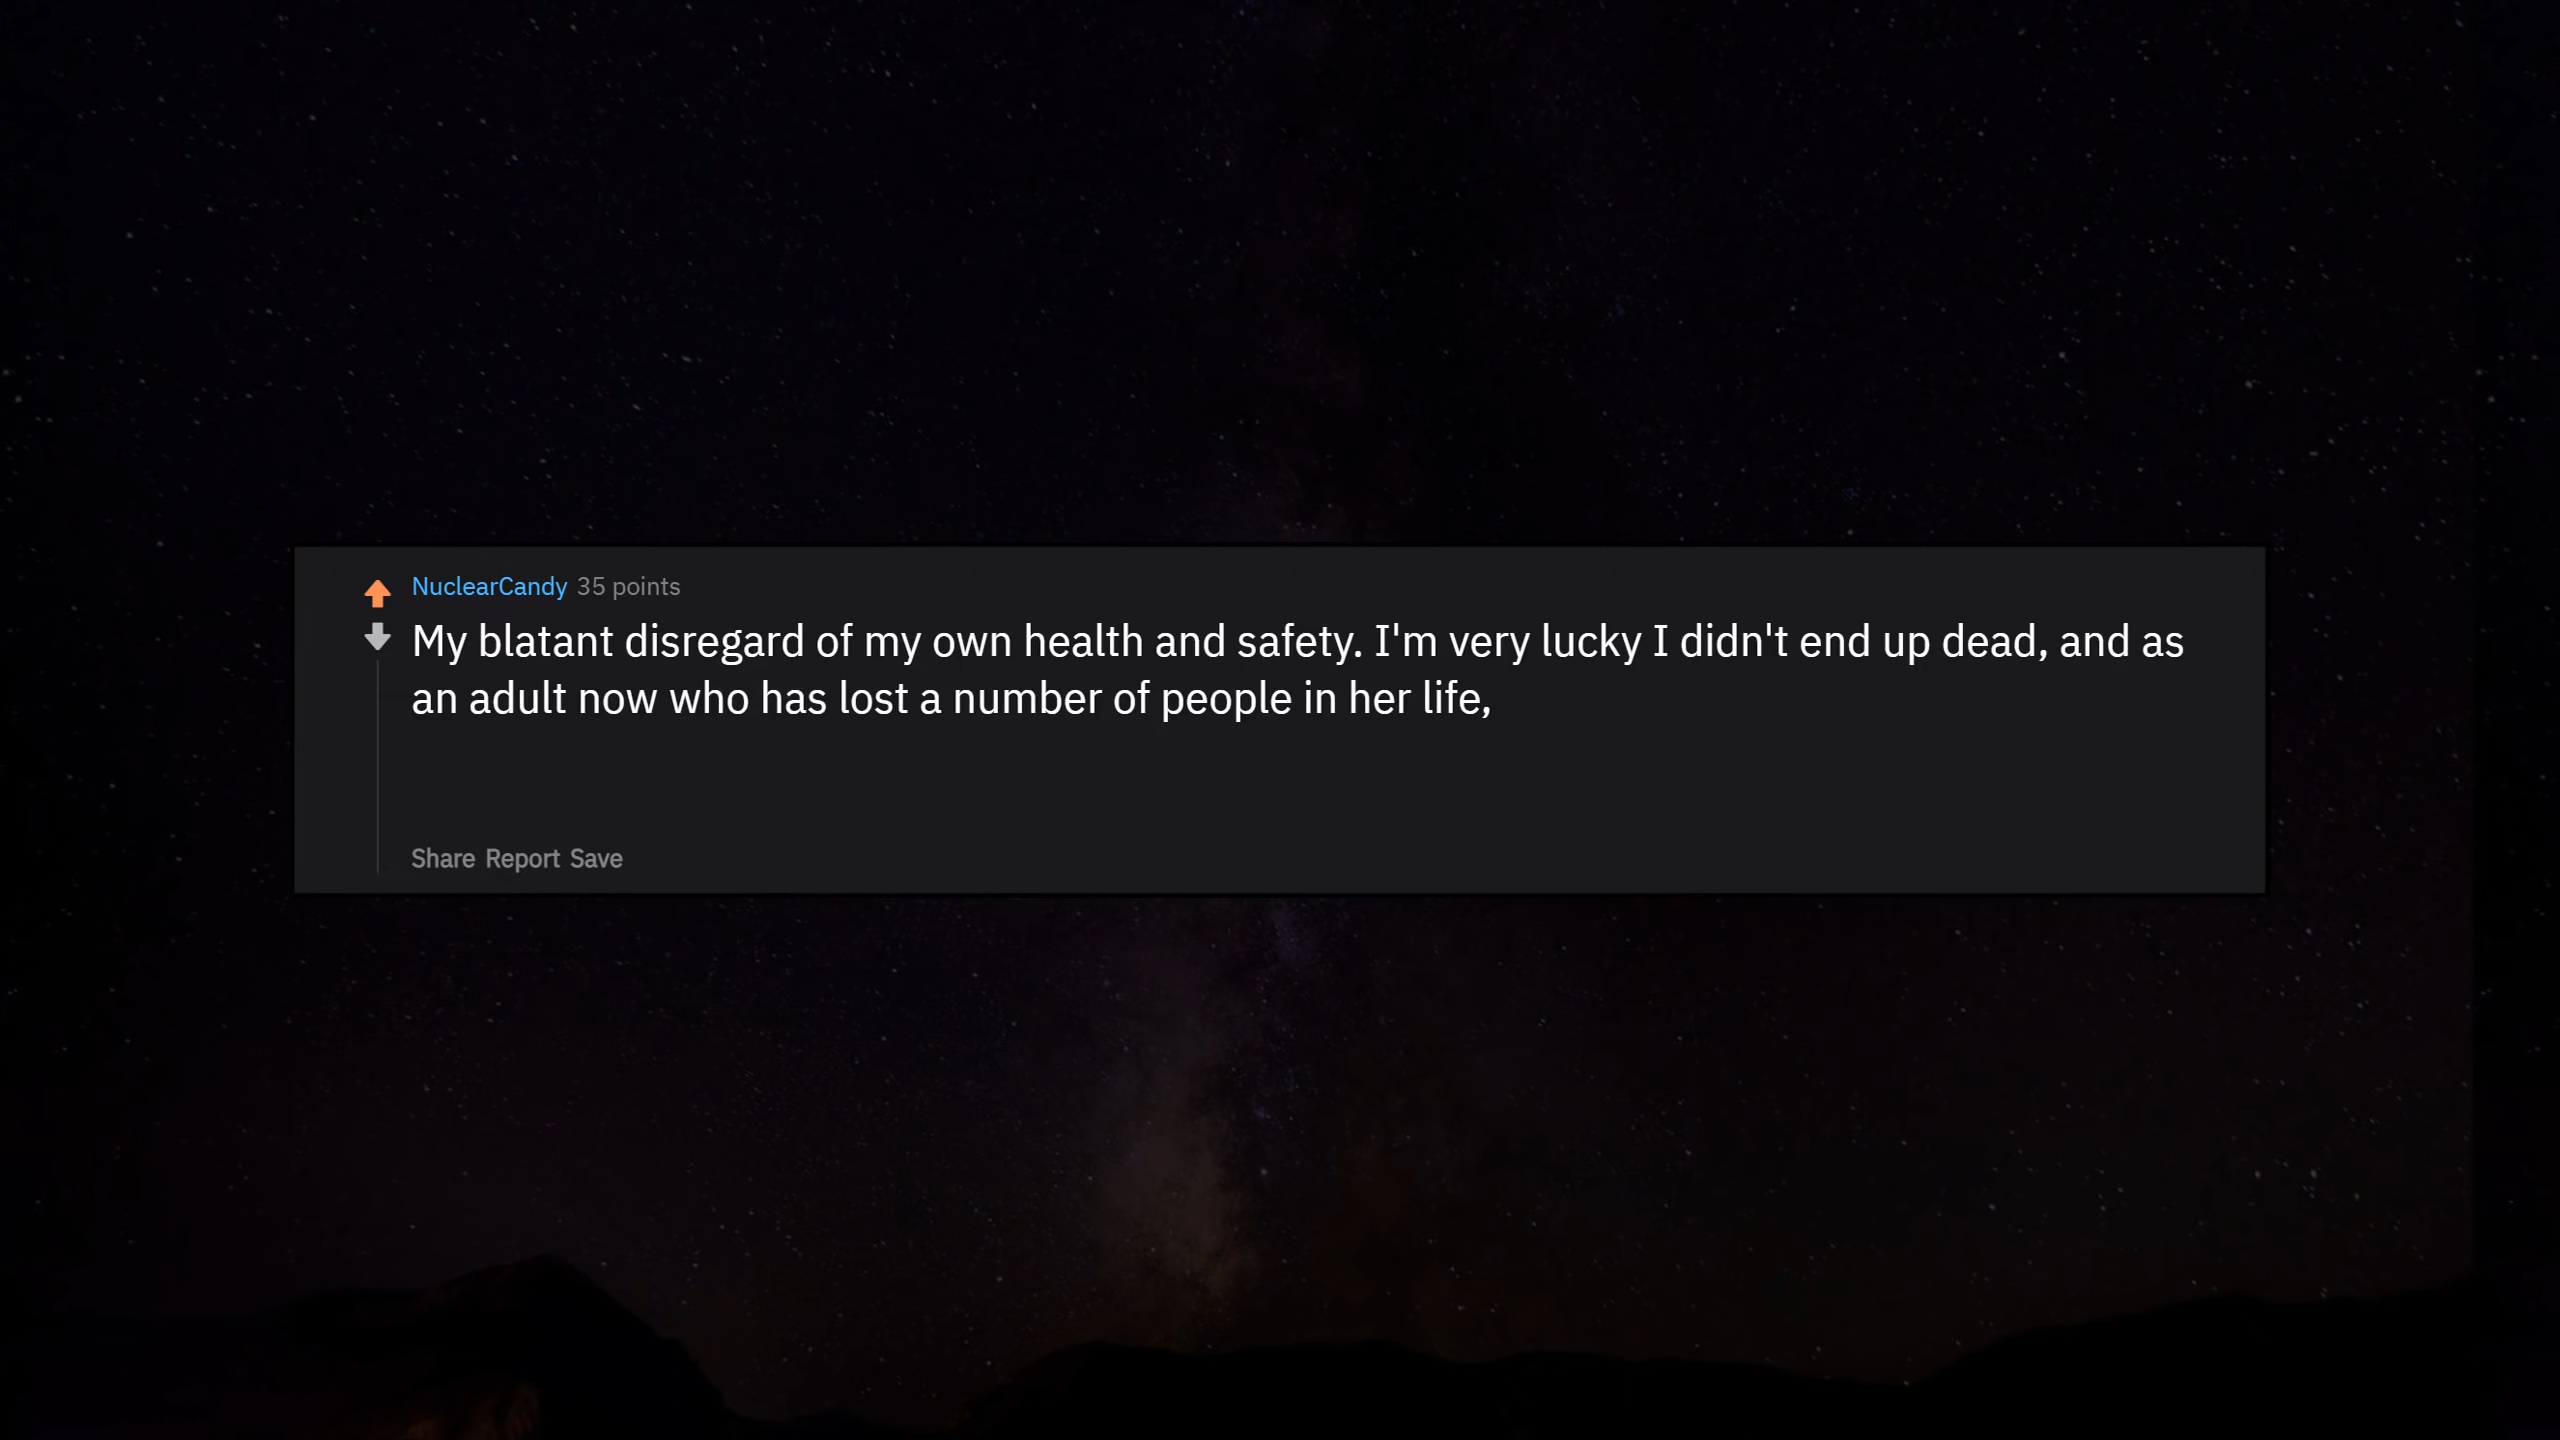 NuclearCandy 35 points
My blatant disregard of my own health and safety. I'm very lucky I didn't end up dead, and as
an adult now who has lost a number of people in her life,
Share Report Save